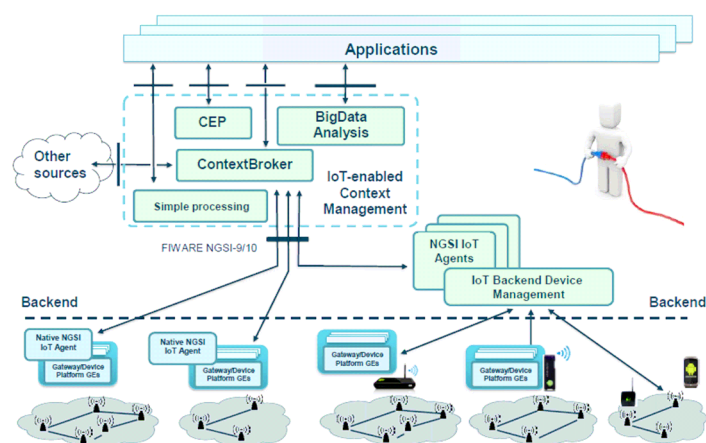 Applications
CEP
BigData
Analysis
Other
sources
ContextBroker
IoT-enabled
Context
Management
Simple processing
FIWARE NGSI-9/10
NGSI IoT
Agents
IoT Backend Device
Management
Backend
Backend
Native NGSI
IoT Agent
Gateway/Device
Platform GEs
Native NGSI
IoT Agent
Gateway/Device
Platform GEs
Gateway/Device
Platform GEs
Gateway/Device
Platform GEs